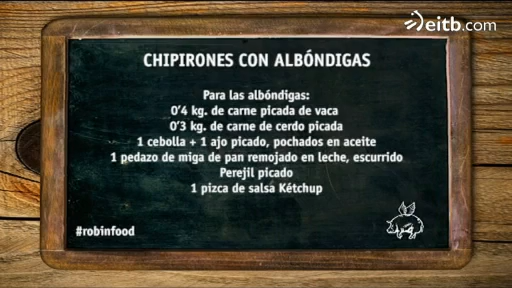 eitb.com
CHIPIRONES CON ALBÓNDIGAS
Para las albóndigas:
0'4 kg. de carne picada de vaca
0'3 kg. de carne de cerdo picada
1 cebolla + 1 ajo picado, pochados en aceite
1 pedazo de miga de pan remojado en leche, escurrido
Perejil picado
1 pizca de salsa Kétchup
#robinfood